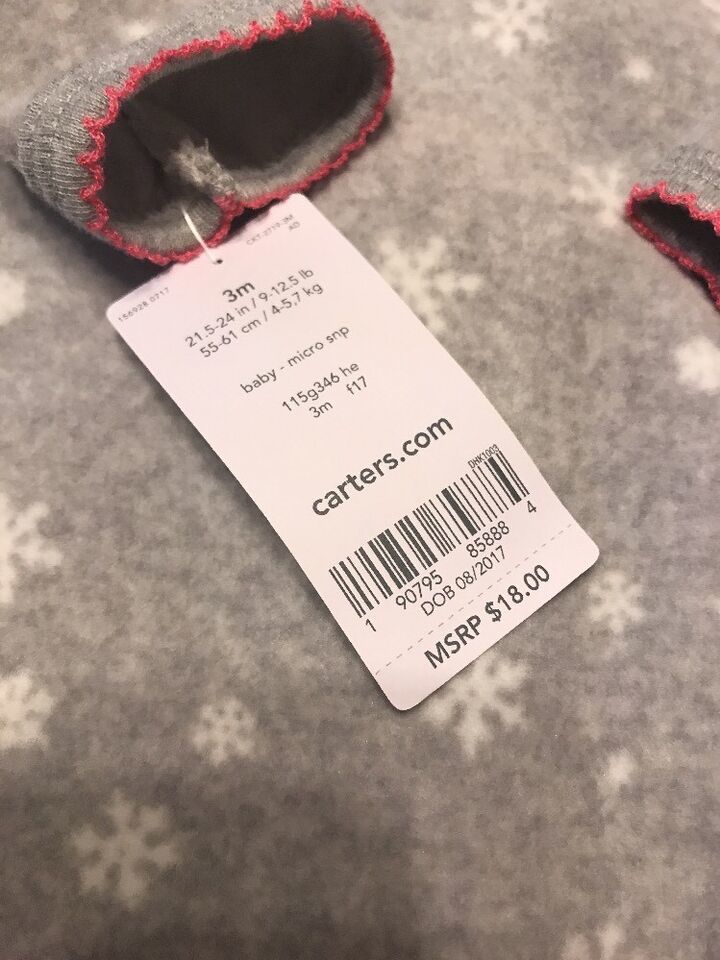 156928 0717
CKT-2779-3M
AD
3m
21.5-24 in / 9-12.5 lb
55-61 cm / 4-5,7 kg
baby - micro snp
115g346 he
3m f17
carters.com
DHK1003
1 90795 85888 4
DOB 08/2017
MSRP $18.00